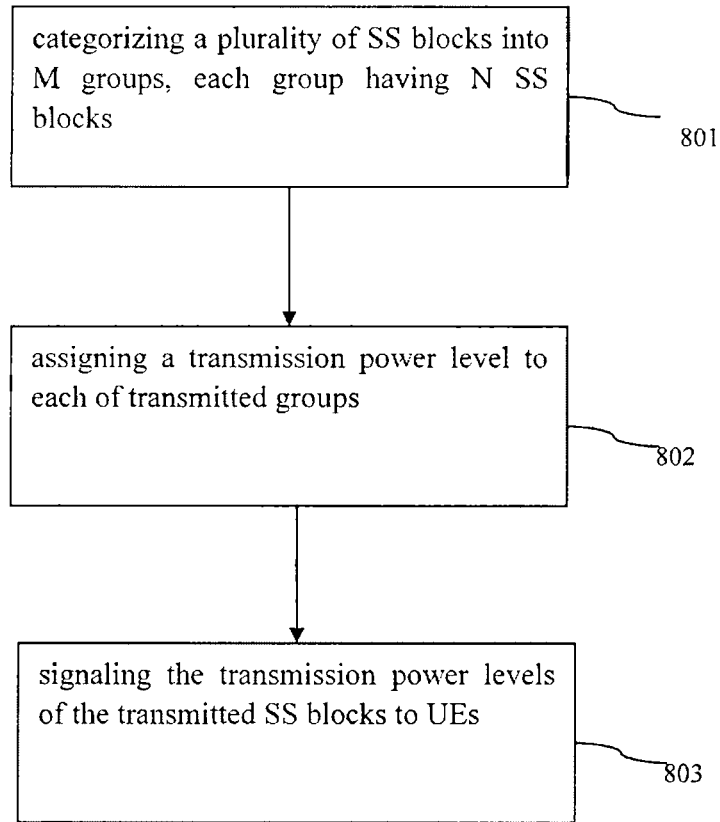 categorizing a plurality of SS blocks into
M groups, each group having N SS
blocks
801
assigning a transmission power level to
each of transmitted groups
802
signaling the transmission power levels
of the transmitted SS blocks to UEs
803